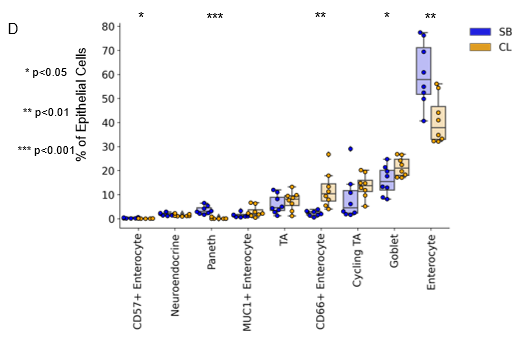 D
* *** ** * **
* p<0.05
** p<0.01
*** p<0.001
% of Epithelial Cells
80
70
60
50
40
30
20
10
0
CD57+ Enterocyte
Neuroendocrine
Paneth
MUC1+ Enterocyte
TA
CD66+ Enterocyte
Cycling TA
Goblet
Enterocyte
SB
CL